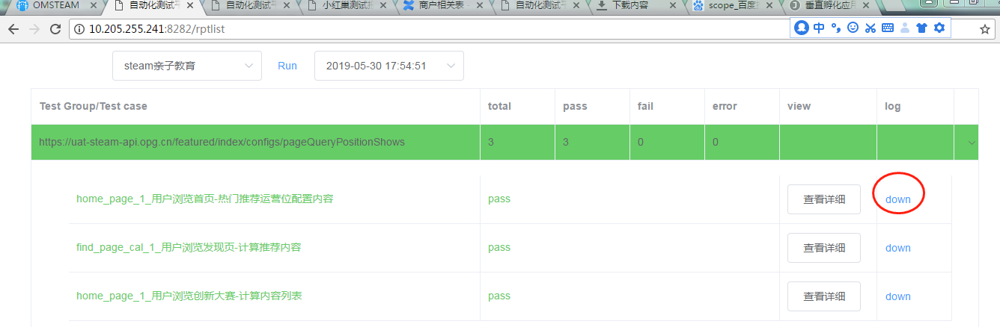 OMSTEAM 自动化测试平 自动化测试平 小红巢测试报 商户相关表 - 自动化测试平 下载内容 scope_百度 垂直孵化应用
10.205.255.241:8282/rptlist
中
steam亲子教育 Run 2019-05-30 17:54:51
Test Group/Test case total pass fail error view log
https://uat-steam-api.opg.cn/featured/index/configs/pageQueryPositionShows 3 3 0 0
home_page_1_用户浏览首页-热门推荐运营位配置内容 pass 查看详细 down
find_page_cal_1_用户浏览发现页-计算推荐内容 pass 查看详细 down
home_page_1_用户浏览创新大赛-计算内容列表 pass 查看详细 down